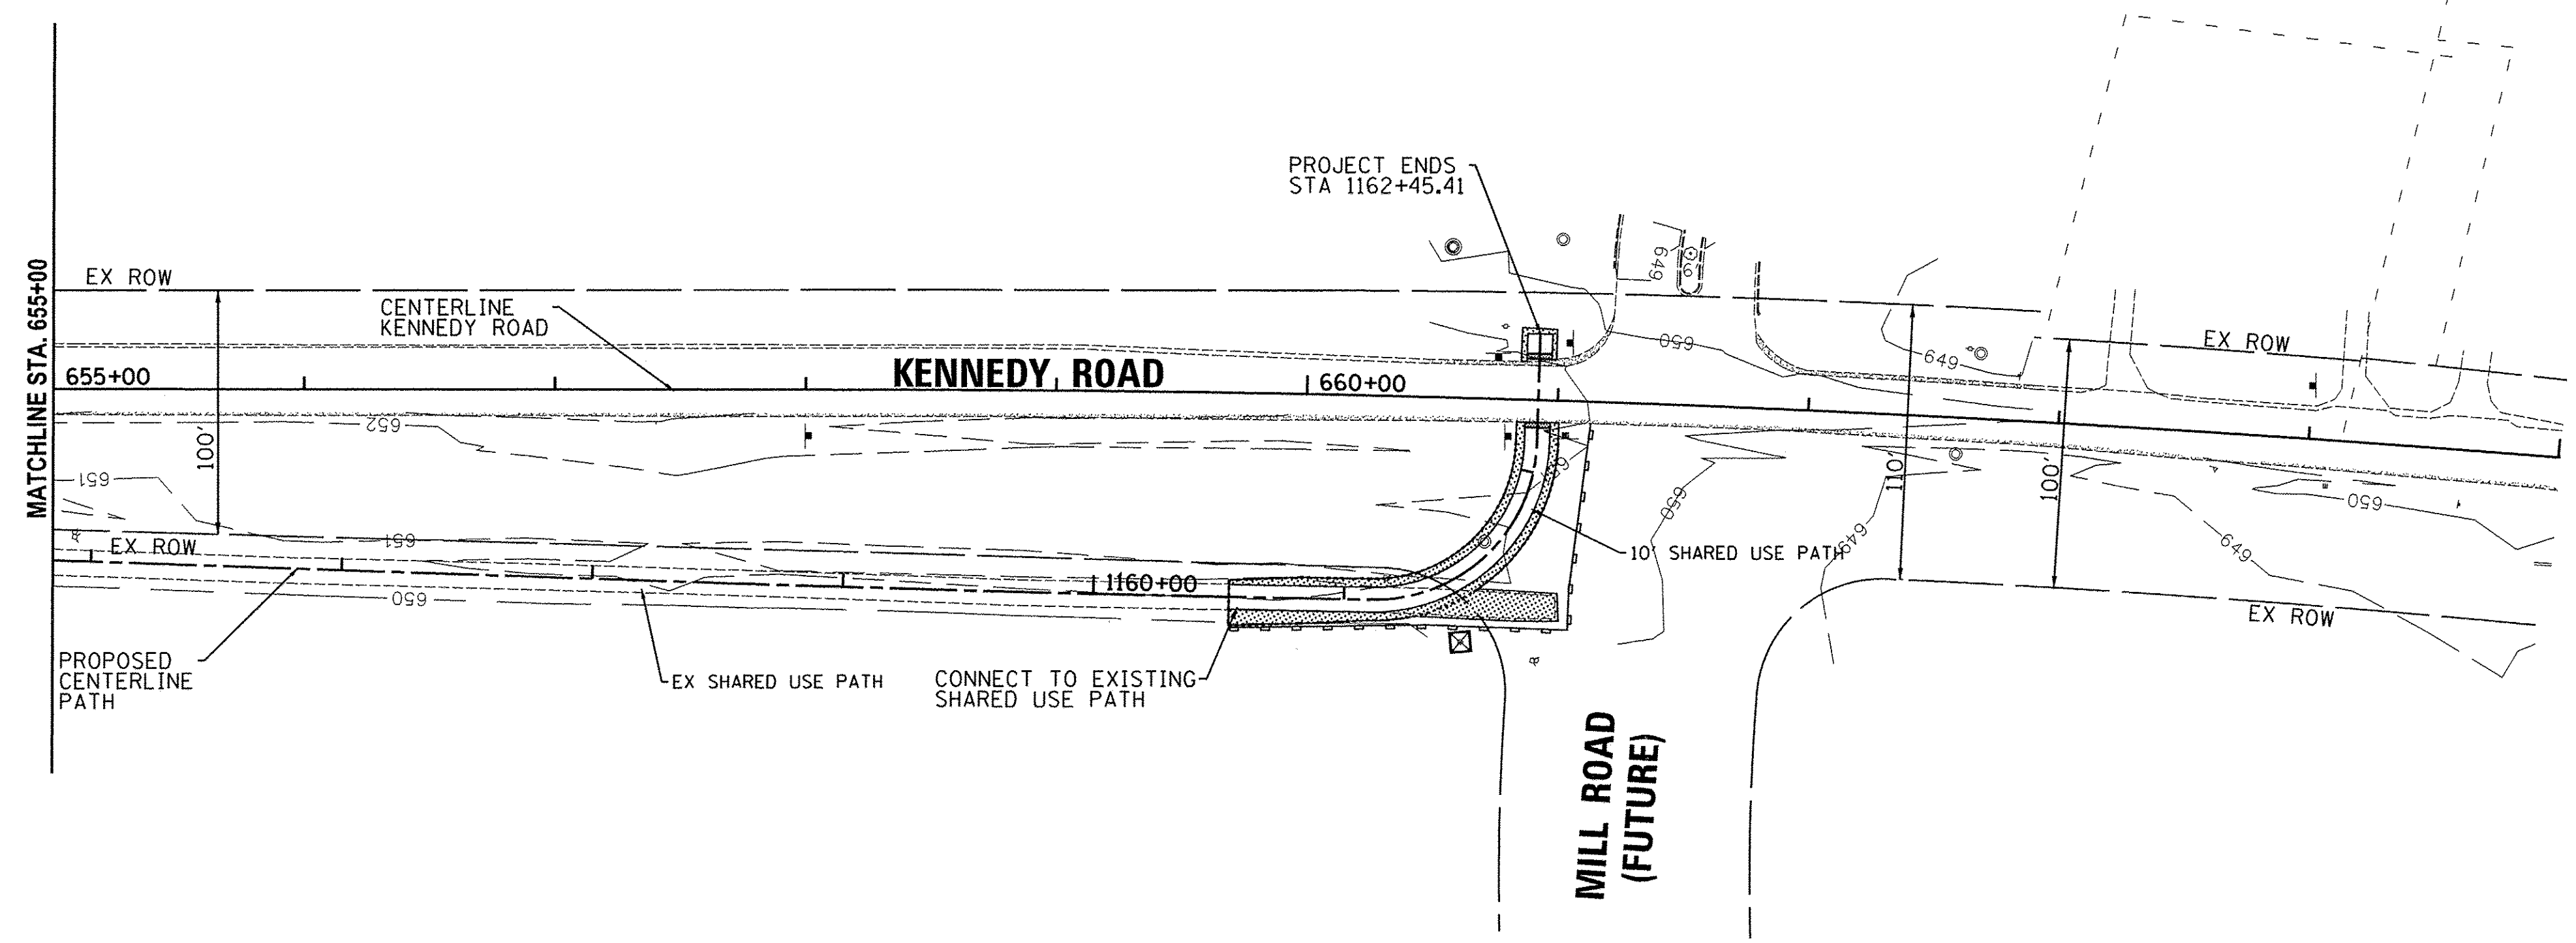 PROJECT ENDS
STA 1162+45.41
MATCHLINE STA. 655+00
EX ROW
CENTERLINE
KENNEDY ROAD
649
650
649
EX ROW
655+00
KENNEDY ROAD
660+00
652
100'
651
110'
100'
650
650
650
649
649
EX ROW
651
10' SHARED USE PATH
1160+00
650
EX ROW
PROPOSED
CENTERLINE
PATH
EX SHARED USE PATH
CONNECT TO EXISTING
SHARED USE PATH
MILL ROAD
(FUTURE)